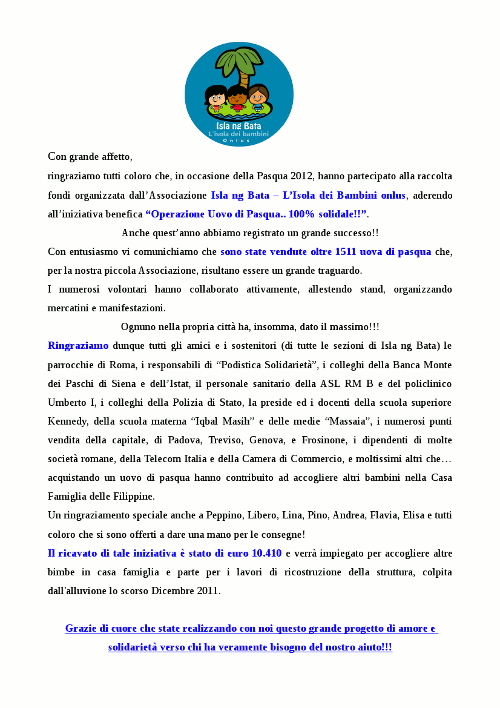 Isla ng Bata
L'isola dei bambini
Onlus
Con grande affetto,
ringraziamo tutti coloro che, in occasione della Pasqua 2012, hanno partecipato alla raccolta
fondi organizzata dall'Associazione Isla ng Bata – L'Isola dei Bambini onlus, aderendo
all'iniziativa benefica "Operazione Uovo di Pasqua.. 100% solidale!!".
Anche quest'anno abbiamo registrato un grande successo!!
Con entusiasmo vi comunichiamo che sono state vendute oltre 1511 uova di pasqua che,
per la nostra piccola Associazione, risultano essere un grande traguardo.
I numerosi volontari hanno collaborato attivamente, allestendo stand, organizzando
mercatini e manifestazioni.
Ognuno nella propria città ha, insomma, dato il massimo!!!
Ringraziamo dunque tutti gli amici e i sostenitori (di tutte le sezioni di Isla ng Bata) le
parrocchie di Roma, i responsabili di "Podistica Solidarietà", i colleghi della Banca Monte
dei Paschi di Siena e dell'Istat, il personale sanitario della ASL RM B e del policlinico
Umberto I, i colleghi della Polizia di Stato, la preside ed i docenti della scuola superiore
Kennedy, della scuola materna "Iqbal Masih" e delle medie "Massaia", i numerosi punti
vendita della capitale, di Padova, Treviso, Genova, e Frosinone, i dipendenti di molte
società romane, della Telecom Italia e della Camera di Commercio, e moltissimi altri che…
acquistando un uovo di pasqua hanno contribuito ad accogliere altri bambini nella Casa
Famiglia delle Filippine.
Un ringraziamento speciale anche a Peppino, Libero, Lina, Pino, Andrea, Flavia, Elisa e tutti
coloro che si sono offerti a dare una mano per le consegne!
Il ricavato di tale iniziativa è stato di euro 10.410 e verrà impiegato per accogliere altre
bimbe in casa famiglia e parte per i lavori di ricostruzione della struttura, colpita
dall'alluvione lo scorso Dicembre 2011.
Grazie di cuore che state realizzando con noi questo grande progetto di amore e
solidarietà verso chi ha veramente bisogno del nostro aiuto!!!